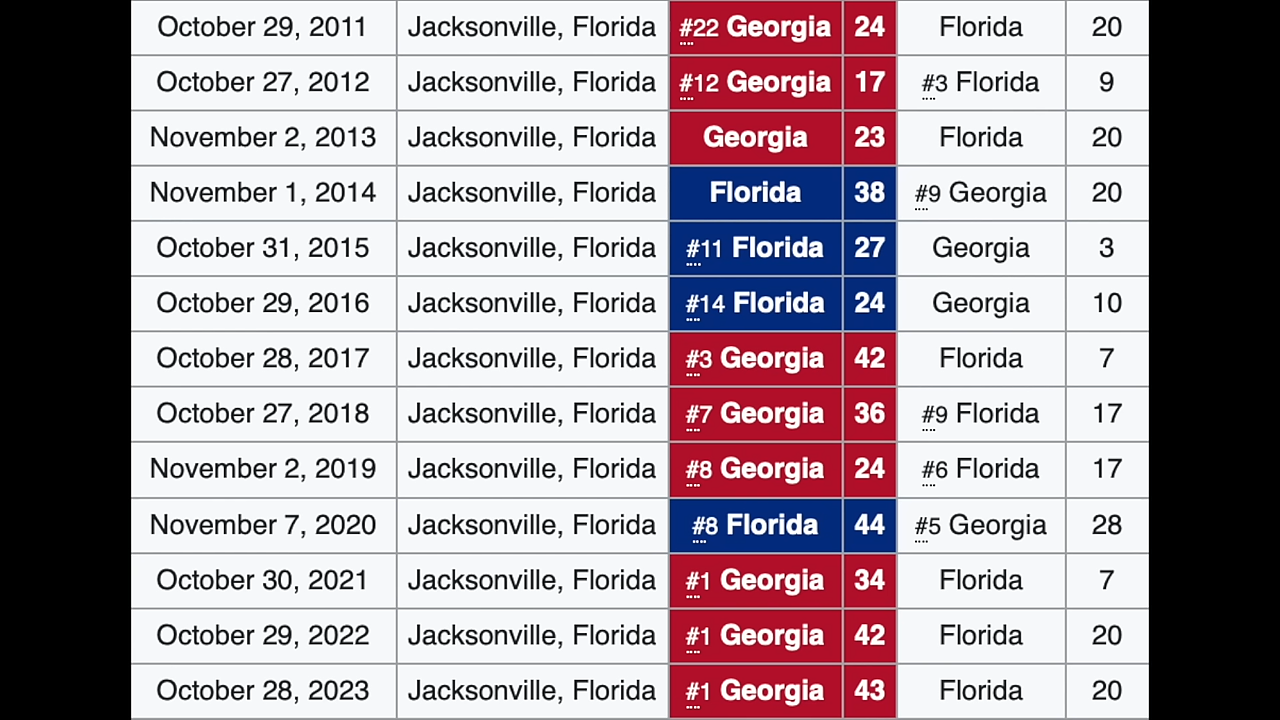 October 29, 2011 Jacksonville, Florida #22 Georgia 24 Florida 20
October 27, 2012 Jacksonville, Florida #12 Georgia 17 #3 Florida 9
November 2, 2013 Jacksonville, Florida Georgia 23 Florida 20
November 1, 2014 Jacksonville, Florida Florida 38 #9 Georgia 20
October 31, 2015 Jacksonville, Florida #11 Florida 27 Georgia 3
October 29, 2016 Jacksonville, Florida #14 Florida 24 Georgia 10
October 28, 2017 Jacksonville, Florida #3 Georgia 42 Florida 7
October 27, 2018 Jacksonville, Florida #7 Georgia 36 #9 Florida 17
November 2, 2019 Jacksonville, Florida #8 Georgia 24 #6 Florida 17
November 7, 2020 Jacksonville, Florida #8 Florida 44 #5 Georgia 28
October 30, 2021 Jacksonville, Florida #1 Georgia 34 Florida 7
October 29, 2022 Jacksonville, Florida #1 Georgia 42 Florida 20
October 28, 2023 Jacksonville, Florida #1 Georgia 43 Florida 20